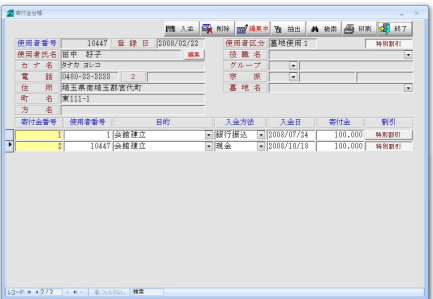 寄付金台帳
入金 削除 編集中 抽出 検索 印刷 終了
使用者番号 10447 登録日 2008/02/22 使用者区分 墓地使用1 特別割引
使用者氏名 田中 好子 編集 役職名
カナ名 タナカ ヨシコ グループ
電話 0480-33-3333 2 宗派
住所 埼玉県南埼玉郡宮代町 墓地名
町名 東111-1
方名
寄付金番号 使用者番号 目的 入金方法 入金日 寄付金 割引
1 1 会館建立 銀行振込 2008/07/24 100,000 特別割引
2 10447 会館建立 現金 2008/10/18 100,000 特別割引
レコード: 2/2 フィルタなし 検索